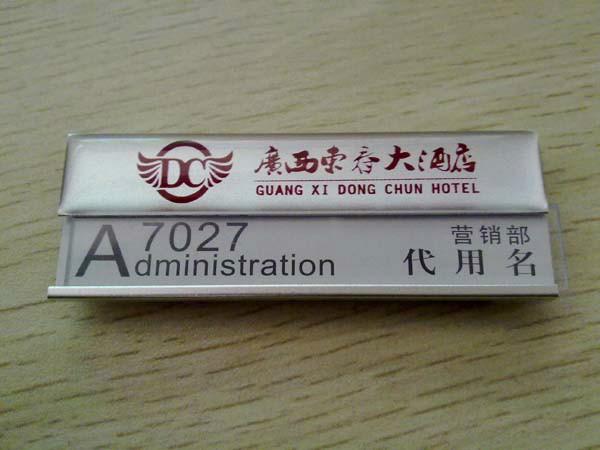 DC
廣西東春大酒店
GUANG XI DONG CHUN HOTEL
7027
Administration
营销部
代用名